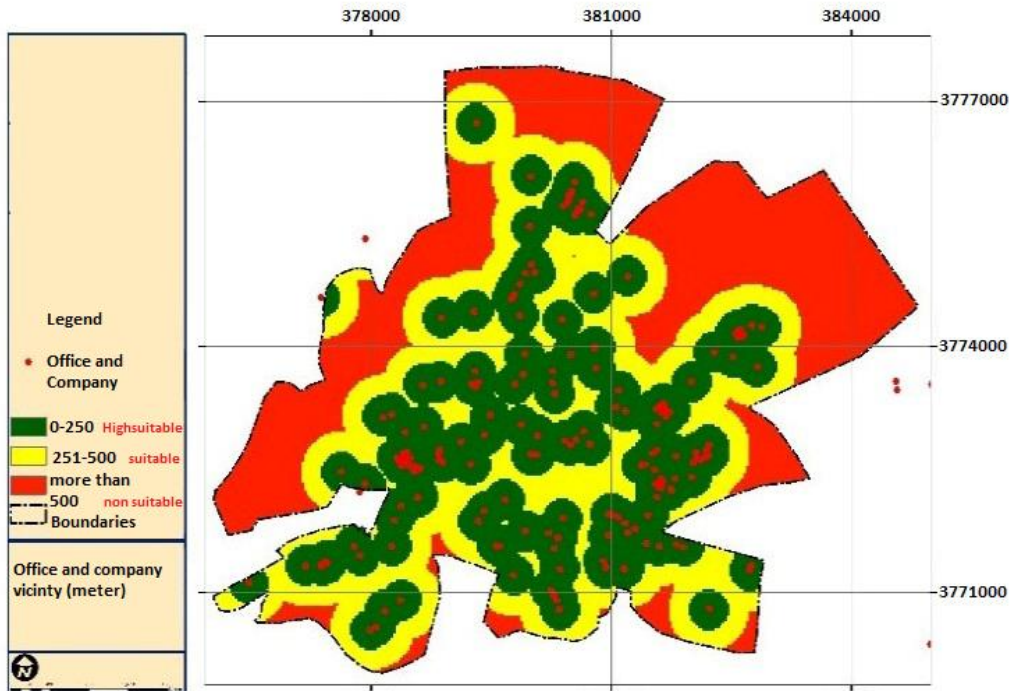 378000 381000 384000
3777000
3774000
3771000
Legend
Office and
Company
0-250 Highsuitable
251-500 suitable
more than
500 non suitable
Boundaries
Office and company
vicinity (meter)
N